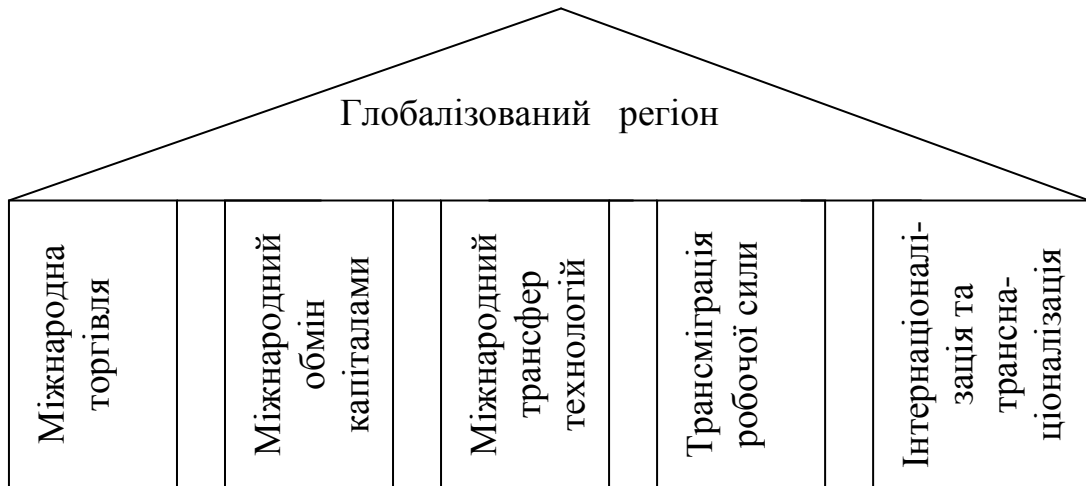 Глобалізований регіон
Міжнародна
торгівля
Міжнародний
обмін
капіталами
Міжнародний
трансфер
технологій
Трансміграція
робочої сили
Інтернаціоналі-
зація та
трансна-
ціоналізація